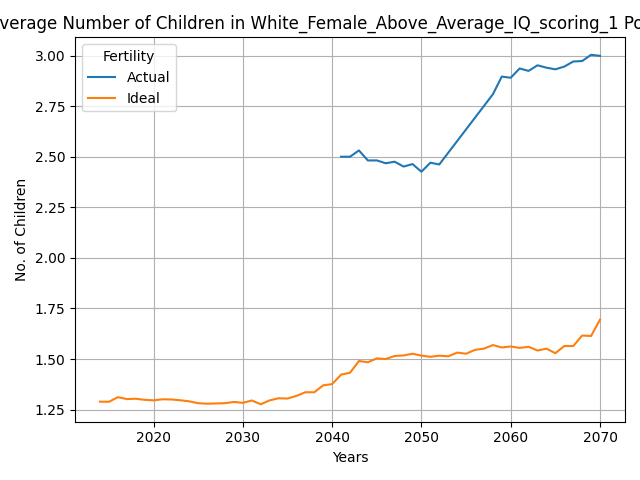 verage Number of Children in White_Female_Above_Average_IQ_scoring_1 Po
Fertility
Actual
Ideal
3.00
2.75
2.50
2.25
2.00
1.75
1.50
1.25
No. of Children
2020 2030 2040 2050 2060 2070
Years